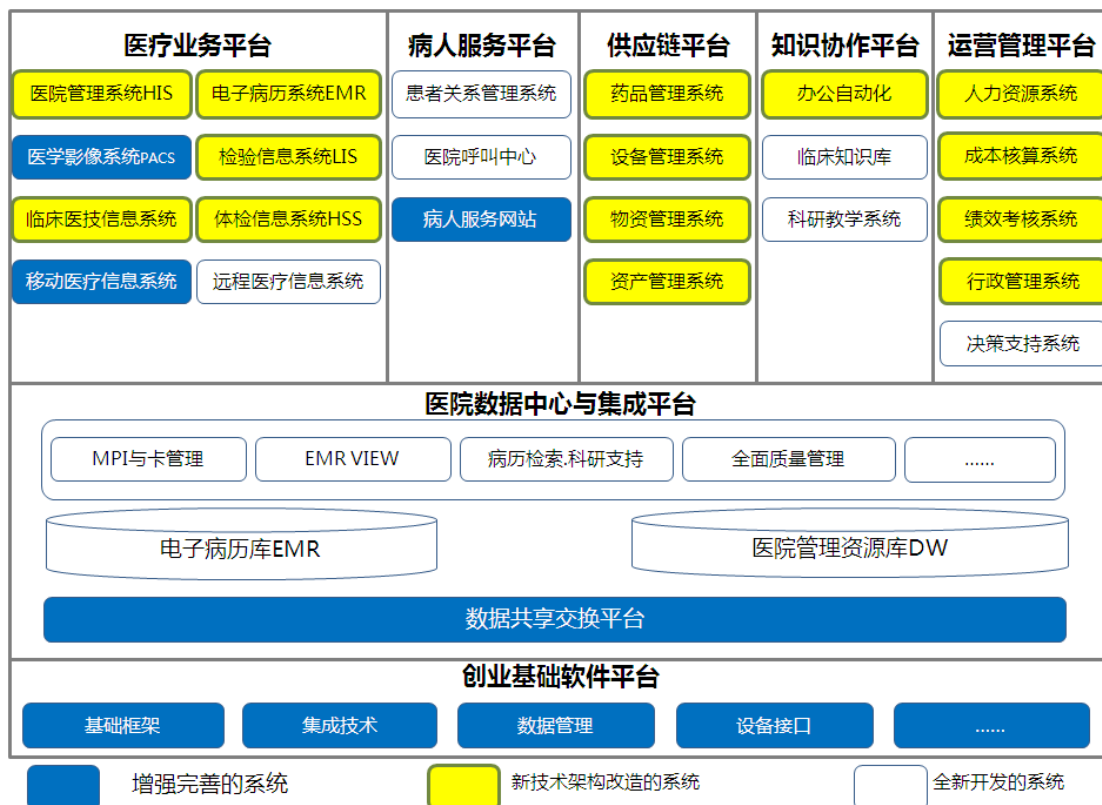 医疗业务平台
医院管理系统HIS
电子病历系统EMR
医学影像系统PACS
检验信息系统LIS
临床医技信息系统
体检信息系统HSS
移动医疗信息系统
远程医疗信息系统
病人服务平台
患者关系管理系统
医院呼叫中心
病人服务网站
供应链平台
药品管理系统
设备管理系统
物资管理系统
资产管理系统
知识协作平台
办公自动化
临床知识库
科研教学系统
运营管理平台
人力资源系统
成本核算系统
绩效考核系统
行政管理系统
决策支持系统
医院数据中心与集成平台
MPI与卡管理
EMR VIEW
病历检索.科研支持
全面质量管理
......
电子病历库EMR
医院管理资源库DW
数据共享交换平台
创业基础软件平台
基础框架
集成技术
数据管理
设备接口
......
增强完善的系统
新技术架构改造的系统
全新开发的系统